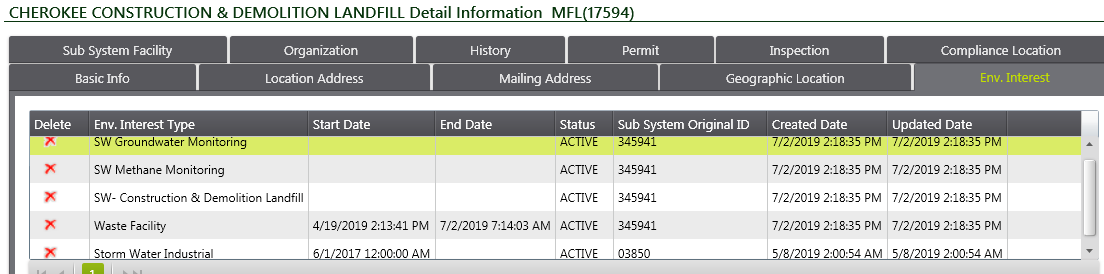 CHEROKEE CONSTRUCTION & DEMOLITION LANDFILL Detail Information MFL(17594)
Sub System Facility Organization History Permit Inspection Compliance Location
Basic Info Location Address Mailing Address Geographic Location Env. Interest
Delete Env. Interest Type Start Date End Date Status Sub System Original ID Created Date Updated Date
SW Groundwater Monitoring ACTIVE 345941 7/2/2019 2:18:35 PM 7/2/2019 2:18:35 PM
SW Methane Monitoring ACTIVE 345941 7/2/2019 2:18:35 PM 7/2/2019 2:18:35 PM
SW- Construction & Demolition Landfill ACTIVE 345941 7/2/2019 2:18:35 PM 7/2/2019 2:18:35 PM
Waste Facility 4/19/2019 2:13:41 PM 7/2/2019 7:14:03 AM ACTIVE 345941 7/2/2019 2:18:35 PM 7/2/2019 2:18:35 PM
Storm Water Industrial 6/1/2017 12:00:00 AM ACTIVE 03850 5/8/2019 2:00:54 AM 5/8/2019 2:00:54 AM
1